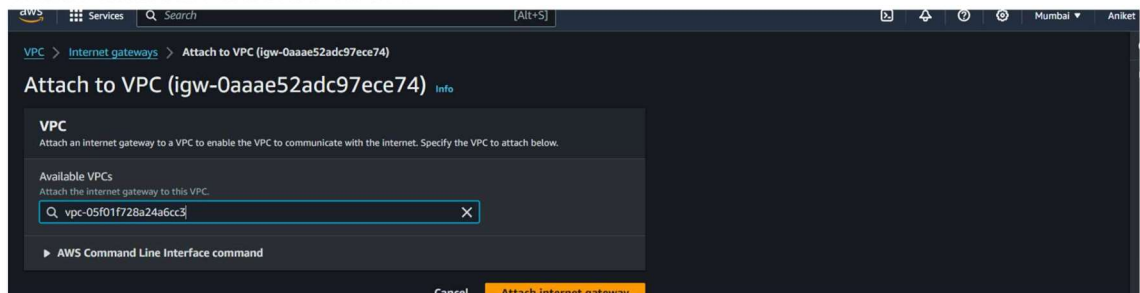 aws Services Search [Alt+S] Mumbai Aniket
VPC > Internet gateways > Attach to VPC (igw-0aaae52adc97ece74)
Attach to VPC (igw-0aaae52adc97ece74) Info
VPC
Attach an internet gateway to a VPC to enable the VPC to communicate with the internet. Specify the VPC to attach below.
Available VPCs
Attach the internet gateway to this VPC.
vpc-05f01f728a24a6cc3
AWS Command Line Interface command
Cancel Attach internet gateway